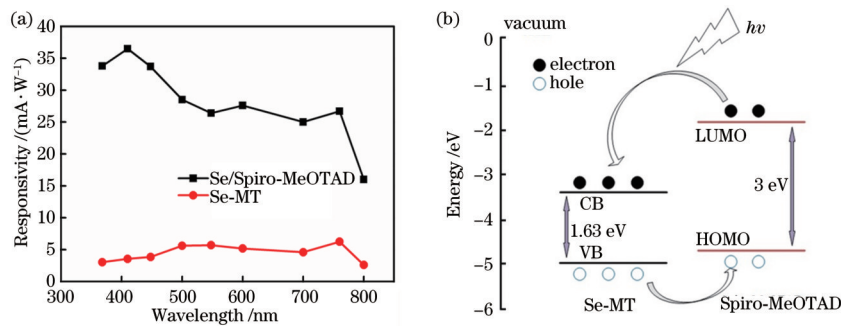 (a)
40
35
30
25
20
15
10
5
0
Responsivity /(mA · W⁻¹)
Se/Spiro-MeOTAD
Se-MT
300
400
500
600
700
800
Wavelength /nm
(b)
vacuum
0
−1
−2
−3
−4
−5
−6
Energy /eV
electron
hole
hν
LUMO
CB
1.63 eV
VB
3 eV
HOMO
Se-MT
Spiro-MeOTAD